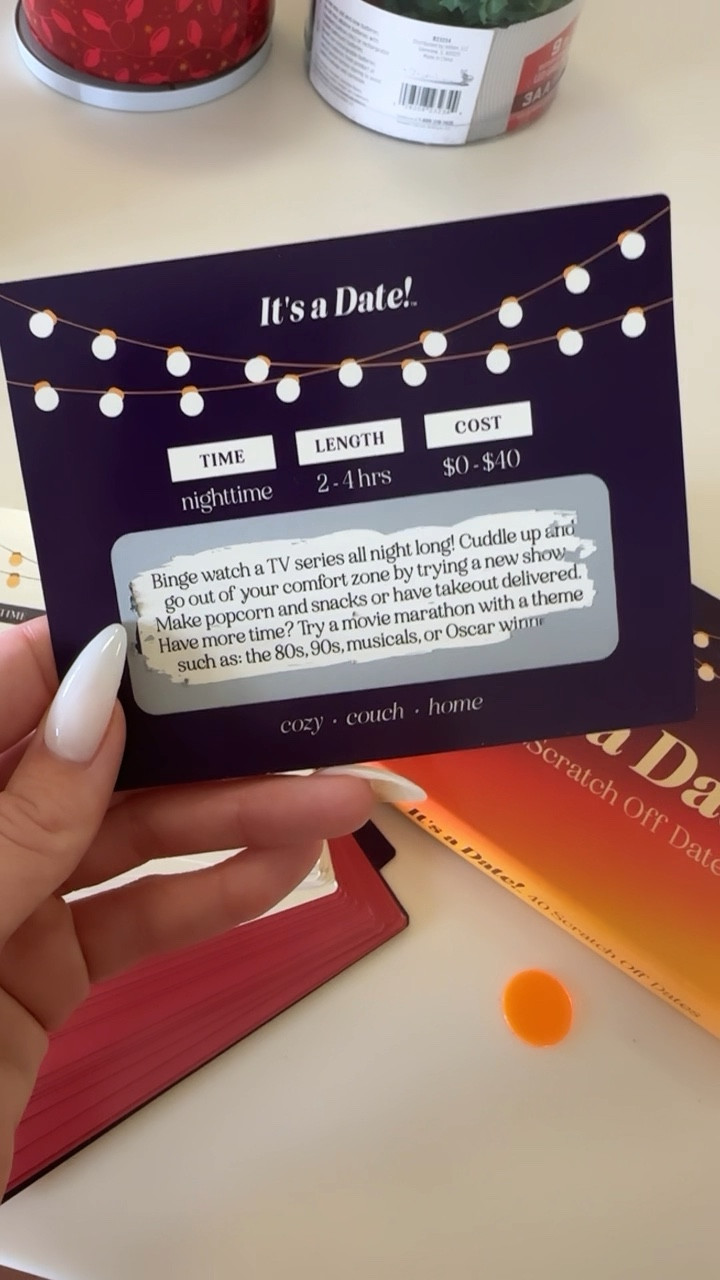 It's a Date!
TIME
LENGTH
COST
nighttime
2-4 hrs
$0-$40
Binge watch a TV series all night long! Cuddle up and
go out of your comfort zone by trying a new show.
Make popcorn and snacks or have takeout delivered.
Have more time? Try a movie marathon with a theme
such as: the 80s, 90s, musicals, or Oscar
cozy · couch · home
a Da
Scratch Off Date
It's a Date! 40 Scratch Off Dates
TIME
3AA